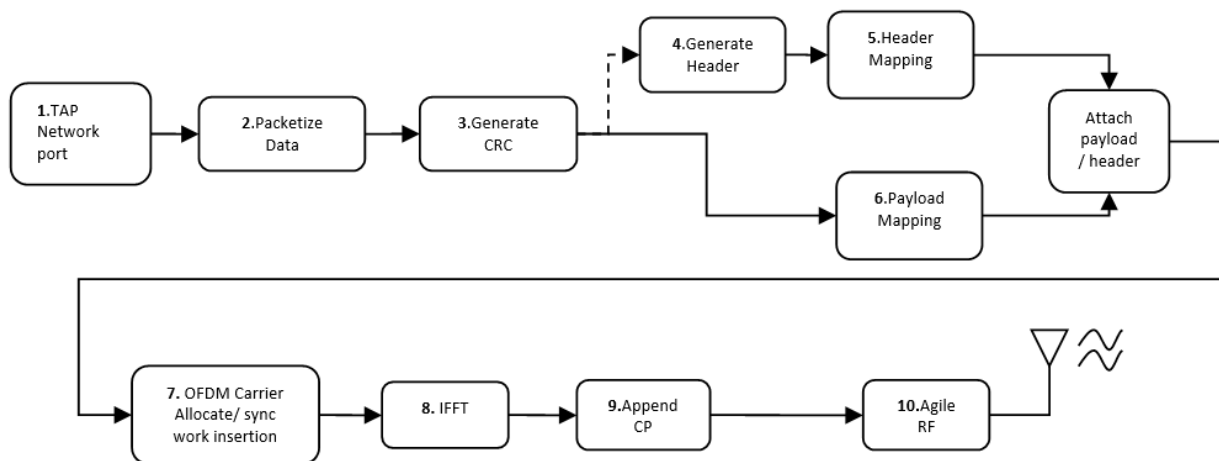 1.TAP
Network
port
2.Packetize
Data
3.Generate
CRC
4.Generate
Header
5.Header
Mapping
6.Payload
Mapping
Attach
payload
/ header
7. OFDM Carrier
Allocate/ sync
work insertion
8. IFFT
9.Append
CP
10.Agile
RF